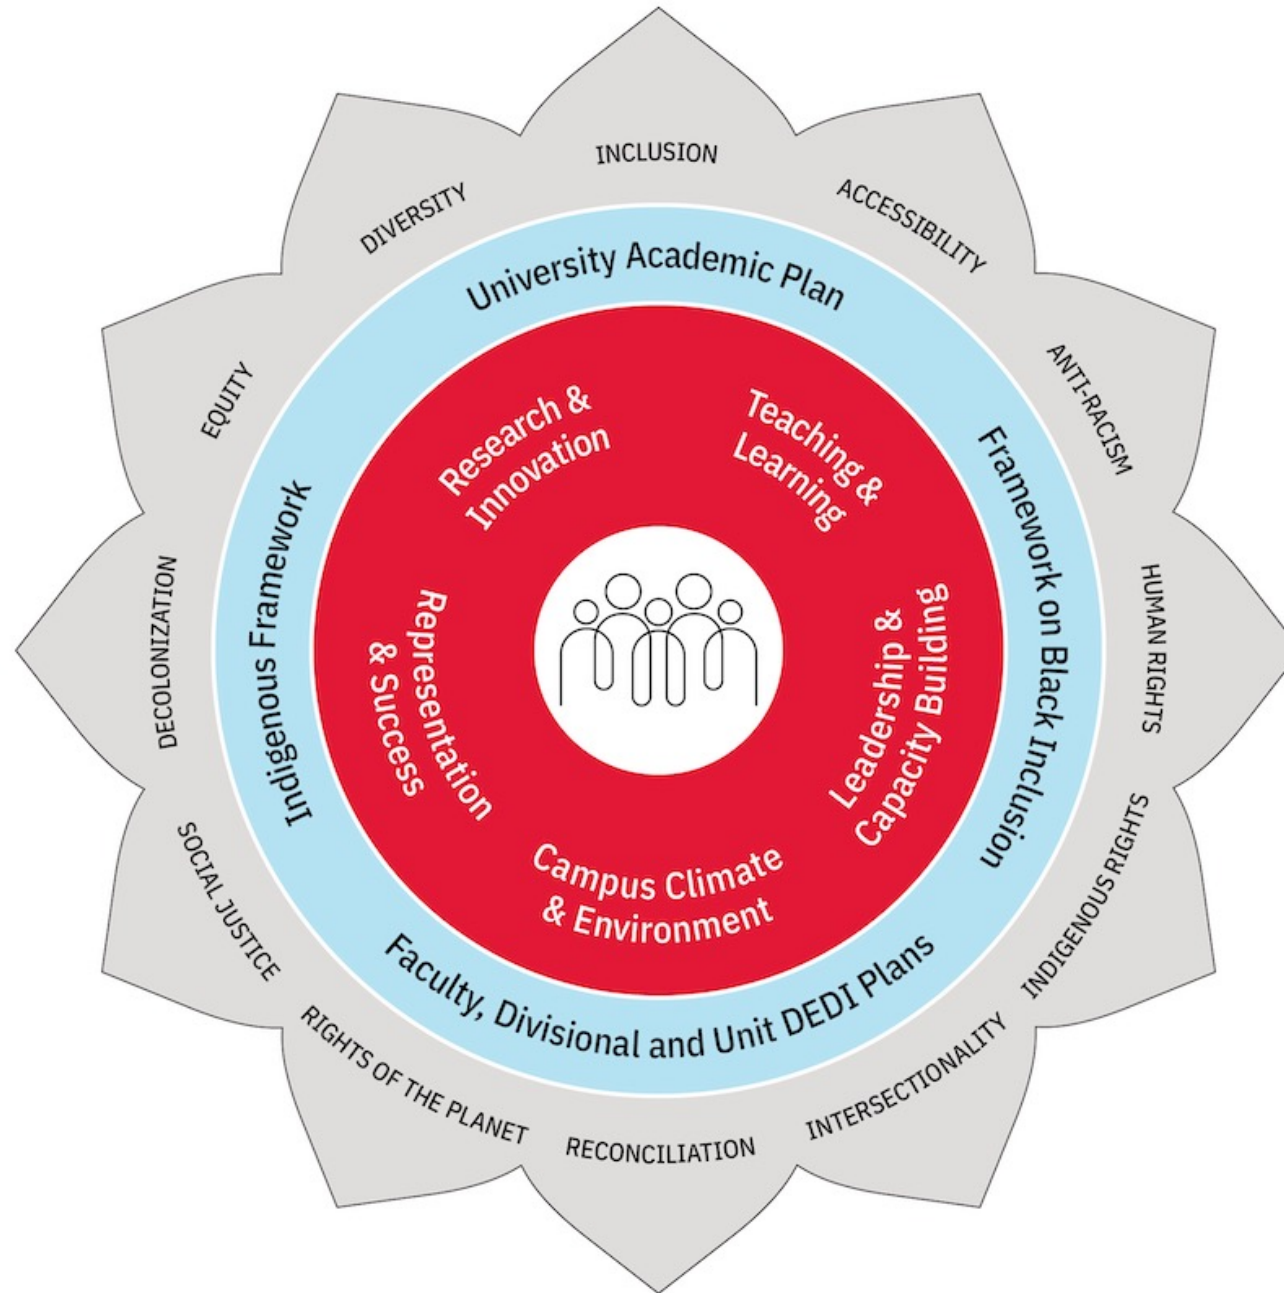 INCLUSION
ACCESSIBILITY
ANTI-RACISM
HUMAN RIGHTS
INDIGENOUS RIGHTS
INTERSECTIONALITY
RECONCILIATION
RIGHTS OF THE PLANET
SOCIAL JUSTICE
DECOLONIZATION
EQUITY
DIVERSITY
University Academic Plan
Framework on Black Inclusion
Faculty, Divisional and Unit DEDI Plans
Indigenous Framework
Research &
Innovation
Teaching &
Learning
Leadership &
Capacity Building
Campus Climate
& Environment
Representation
& Success